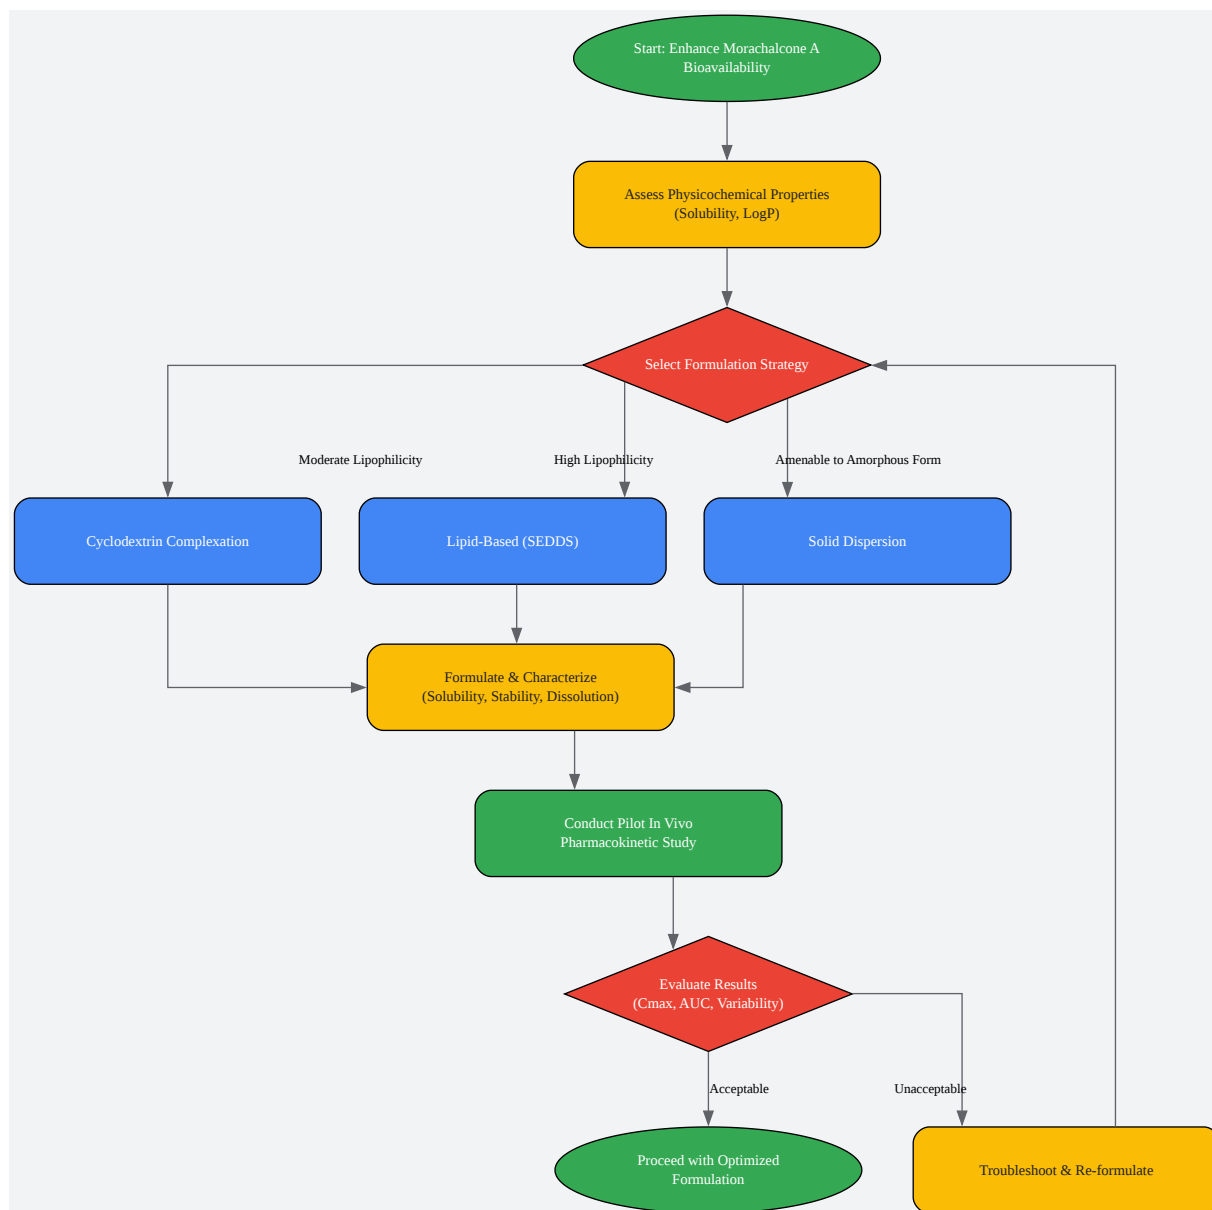 Start: Enhance Morachalcone A
Bioavailability
Assess Physicochemical Properties
(Solubility, LogP)
Select Formulation Strategy
Moderate Lipophilicity
High Lipophilicity
Amenable to Amorphous Form
Cyclodextrin Complexation
Lipid-Based (SEDDS)
Solid Dispersion
Formulate & Characterize
(Solubility, Stability, Dissolution)
Conduct Pilot In Vivo
Pharmacokinetic Study
Evaluate Results
(Cmax, AUC, Variability)
Acceptable
Unacceptable
Proceed with Optimized
Formulation
Troubleshoot & Re-formulate